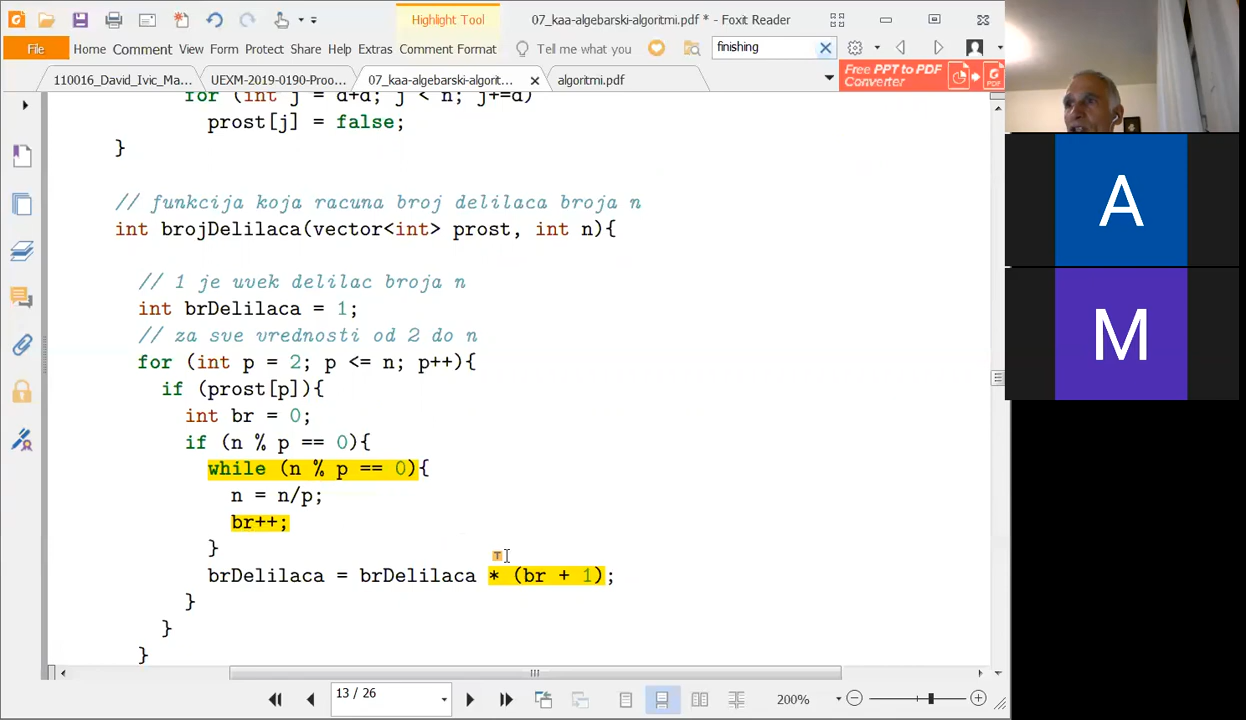 Highlight Tool
07_kaa-algebarski-algoritmi.pdf * - Foxit Reader
File Home Comment View Form Protect Share Help Extras Comment Format Tell me what you finishing
110016_David_Ivic_Ma... UEXM-2019-0190-Proo... 07_kaa-algebarski-algorit... algoritmi.pdf
Free PPT to PDF
Converter
for (int j = d+d; j < n; j+=d)
prost[j] = false;
}
// funkcija koja racuna broj delilaca broja n
int brojDelilaca(vector<int> prost, int n){
// 1 je uvek delilac broja n
int brDelilaca = 1;
// za sve vrednosti od 2 do n
for (int p = 2; p <= n; p++){
if (prost[p]){
int br = 0;
if (n % p == 0){
while (n % p == 0){
n = n/p;
br++;
}
brDelilaca = brDelilaca * (br + 1);
}
}
}
13 / 26
200%
A
M